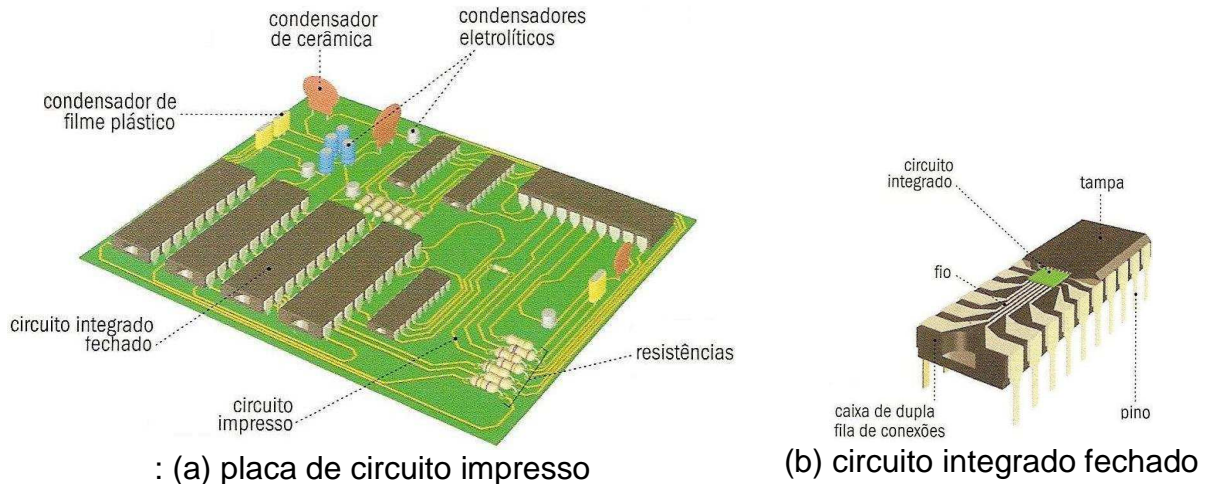 condensador
de cerâmica
condensadores
eletrolíticos
condensador de
filme plástico
circuito integrado
fechado
circuito
impresso
resistências
: (a) placa de circuito impresso
circuito
integrado
tampa
fio
caixa de dupla
fila de conexões
pino
(b) circuito integrado fechado